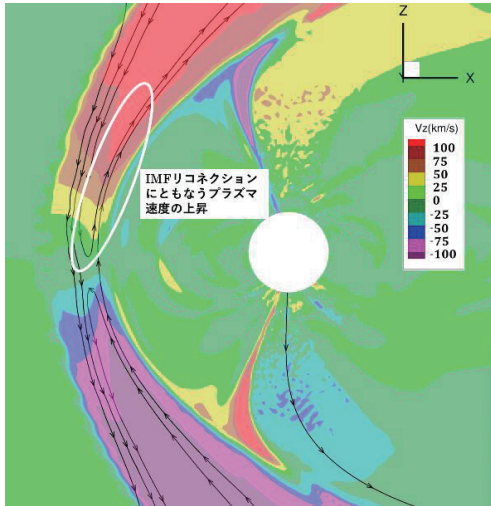 Z
Y
X
Vz(km/s)
100
75
50
25
0
-25
-50
-75
-100
IMFリコネクション
にともなうプラズマ
速度の上昇